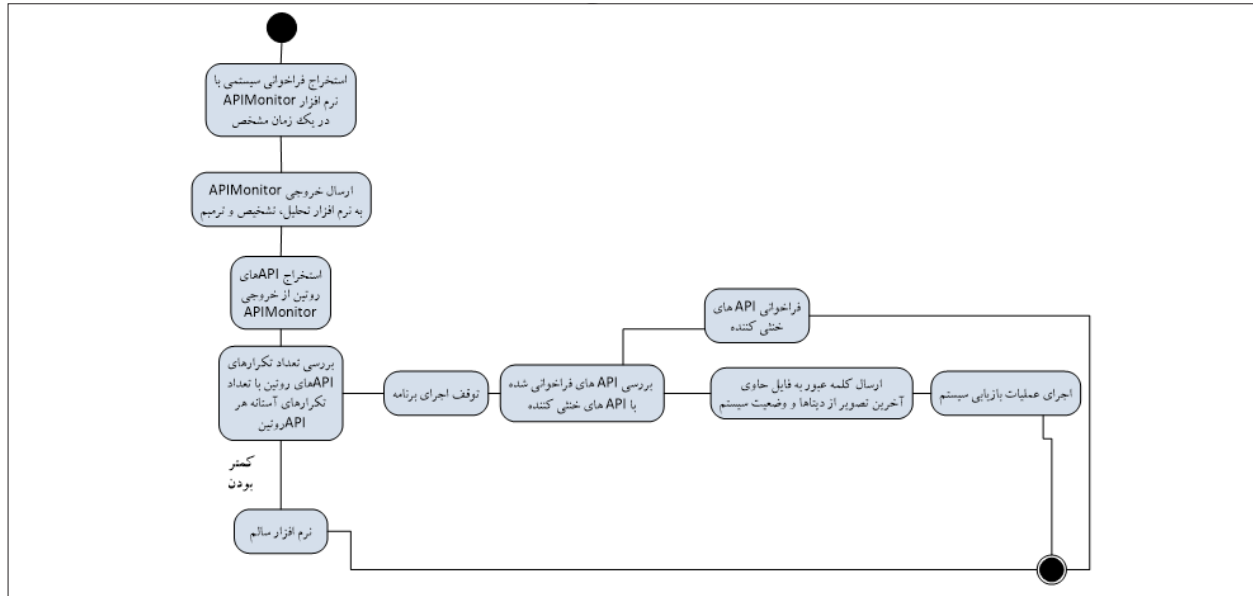 استخراج فراخوانی سیستمی با
نرم افزار APIMonitor
در یك زمان مشخص
ارسال خروجی APIMonitor
به نرم افزار تحلیل، تشخیص و ترمیم
استخراج APIهای
روتین از خروجی
APIMonitor
بررسی تعداد تکرارهای
APIهای روتین با تعداد
تکرارهای آستانه هر
APIروتین
کمتر
بودن
نرم افزار سالم
توقف اجرای برنامه
بررسی API های فراخوانی شده
با API های خنثی کننده
فراخوانی API های
خنثی کننده
ارسال کلمه عبور به فایل حاوی
آخرین تصویر از دیتاها و وضعیت سیستم
اجرای عملیات بازیابی سیستم